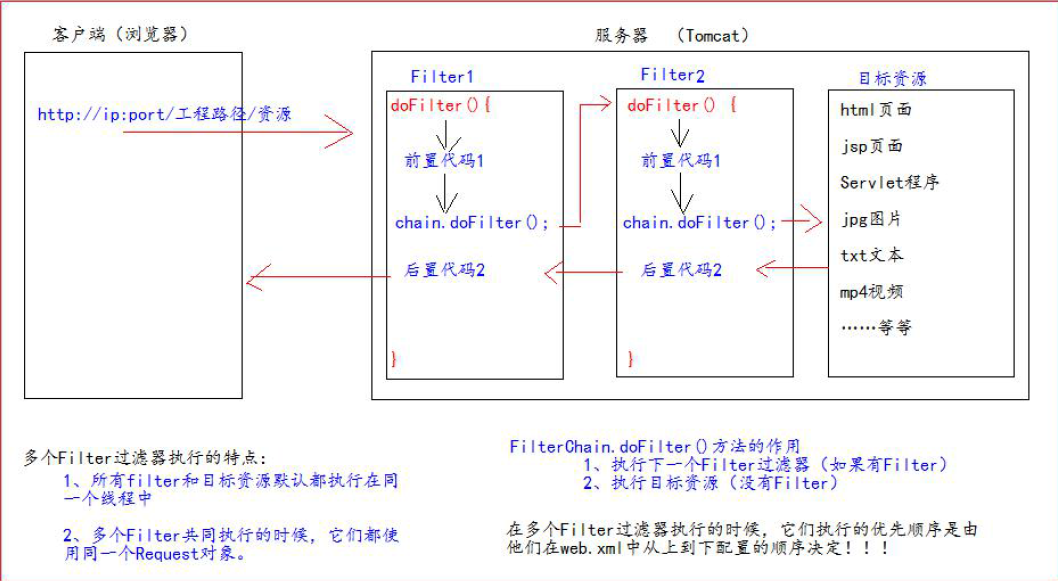 客户端（浏览器）
服务器 （Tomcat）
http://ip:port/工程路径/资源
Filter1
doFilter(){
前置代码1
chain.doFilter();
后置代码2
}
Filter2
doFilter() {
前置代码1
chain.doFilter();
后置代码2
}
目标资源
html页面
jsp页面
Servlet程序
jpg图片
txt文本
mp4视频
……等等
多个Filter过滤器执行的特点:
1、所有filter和目标资源默认都执行在同
一个线程中
2、多个Filter共同执行的时候，它们都使
用同一个Request对象。
FilterChain.doFilter()方法的作用
1、执行下一个Filter过滤器（如果有Filter）
2、执行目标资源（没有Filter）
在多个Filter过滤器执行的时候，它们执行的优先顺序是由
他们在web.xml中从上到下配置的顺序决定！！！